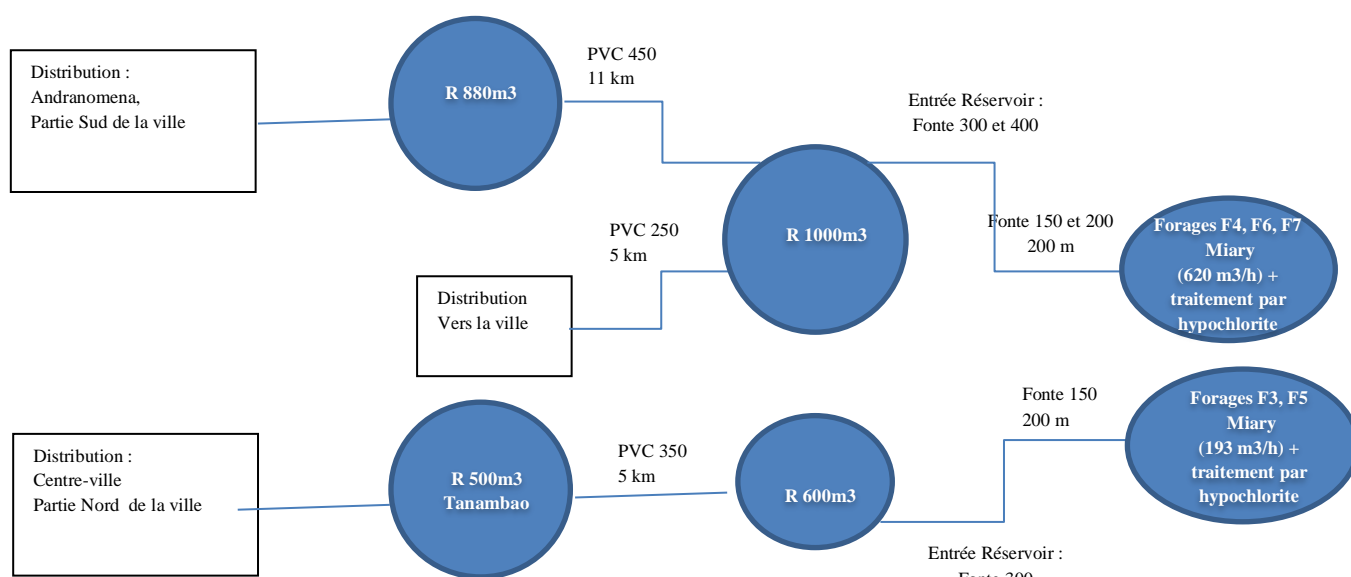 Distribution :
Andranomena,
Partie Sud de la ville
R 880m3
PVC 450
11 km
Entrée Réservoir :
Fonte 300 et 400
PVC 250
5 km
R 1000m3
Fonte 150 et 200
200 m
Forages F4, F6, F7
Miary
(620 m3/h) +
traitement par
hypochlorite
Distribution
Vers la ville
Distribution :
Centre-ville
Partie Nord de la ville
R 500m3
Tanambao
PVC 350
5 km
R 600m3
Fonte 150
200 m
Forages F3, F5
Miary
(193 m3/h) +
traitement par
hypochlorite
Entrée Réservoir :
Fonte 300